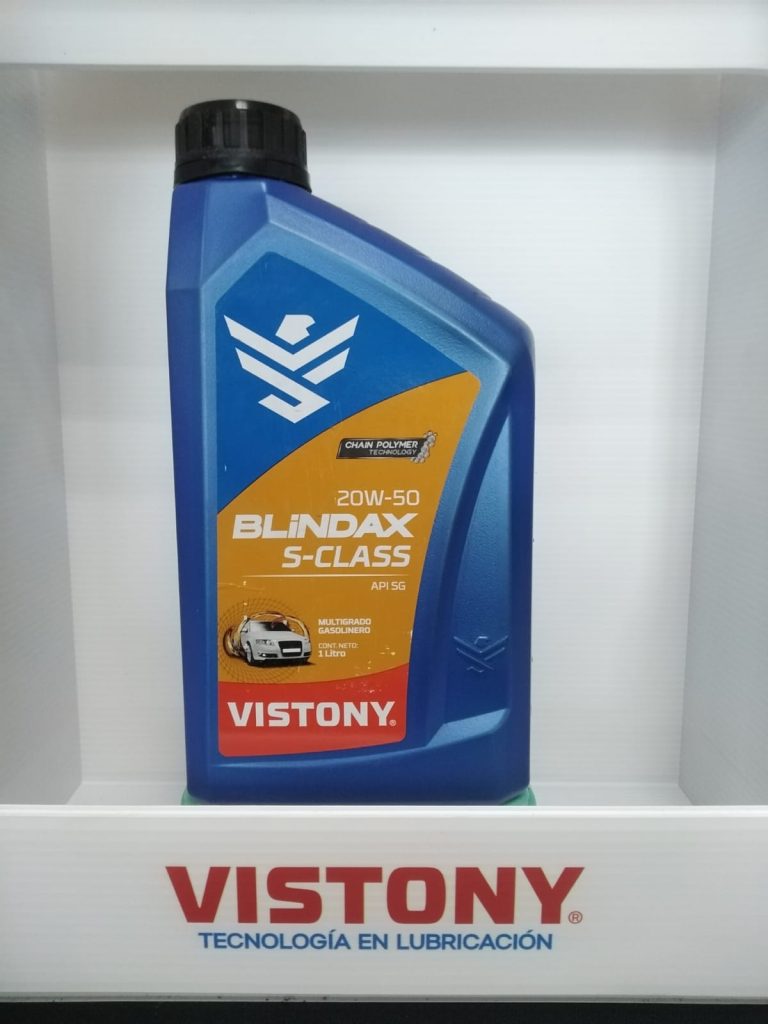 CHAIN POLYMER
TECHNOLOGY
20W-50
BLiNDAX
S-CLASS
API SG
MULTIGRADO
GASOLINERO
CONT. NETO:
1 Litro
VISTONY®
VISTONY®
TECNOLOGÍA EN LUBRICACIÓN